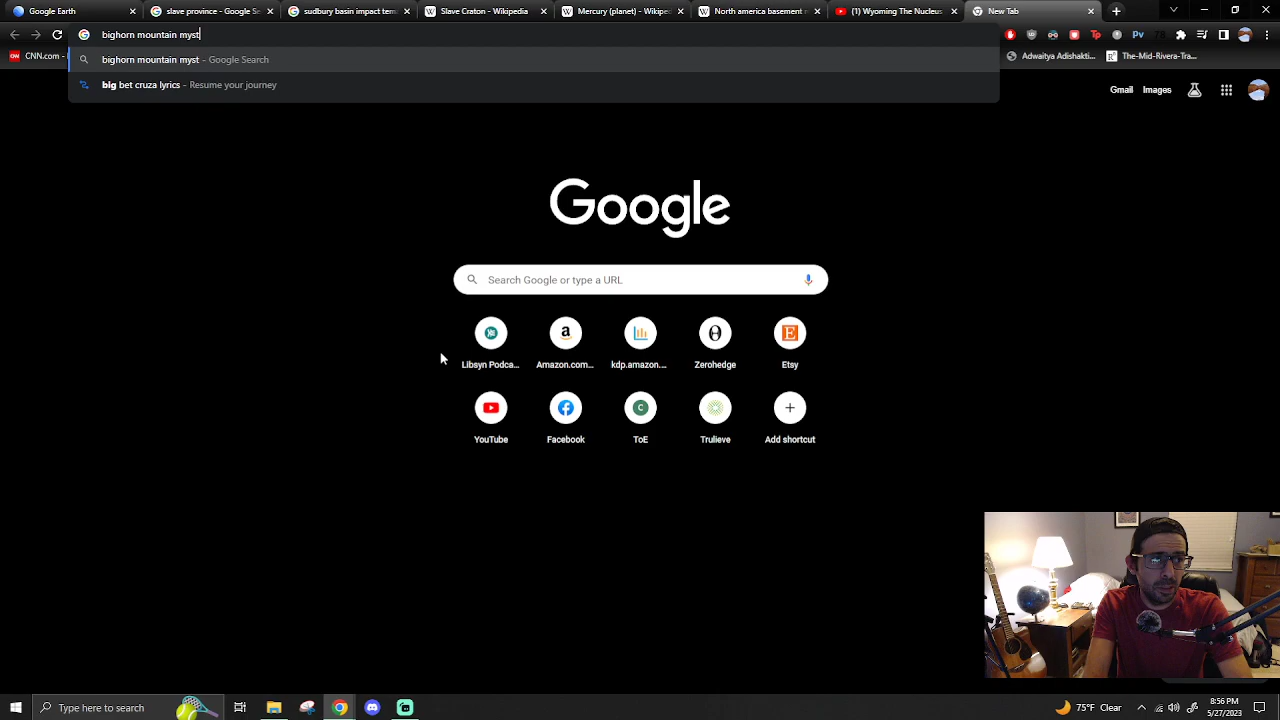 Google Earth
slave province - Google S
sudbury basin impact tem
Slave Craton - Wikipedia
Mercury (planet) - Wikipe
North america basement r
(1) Wyoming The Nucleus
New Tab
bighorn mountain myst
CNN.com -
Adwaitya Adishakti...
The-Mid-Rivera-Tra...
bighorn mountain myst - Google Search
big bet cruza lyrics - Resume your journey
Gmail Images
Google
Search Google or type a URL
Libsyn Podca...
Amazon.com...
kdp.amazon....
Zerohedge
Etsy
YouTube
Facebook
ToE
Trulieve
Add shortcut
Type here to search
75°F Clear
8:56 PM
5/27/2023